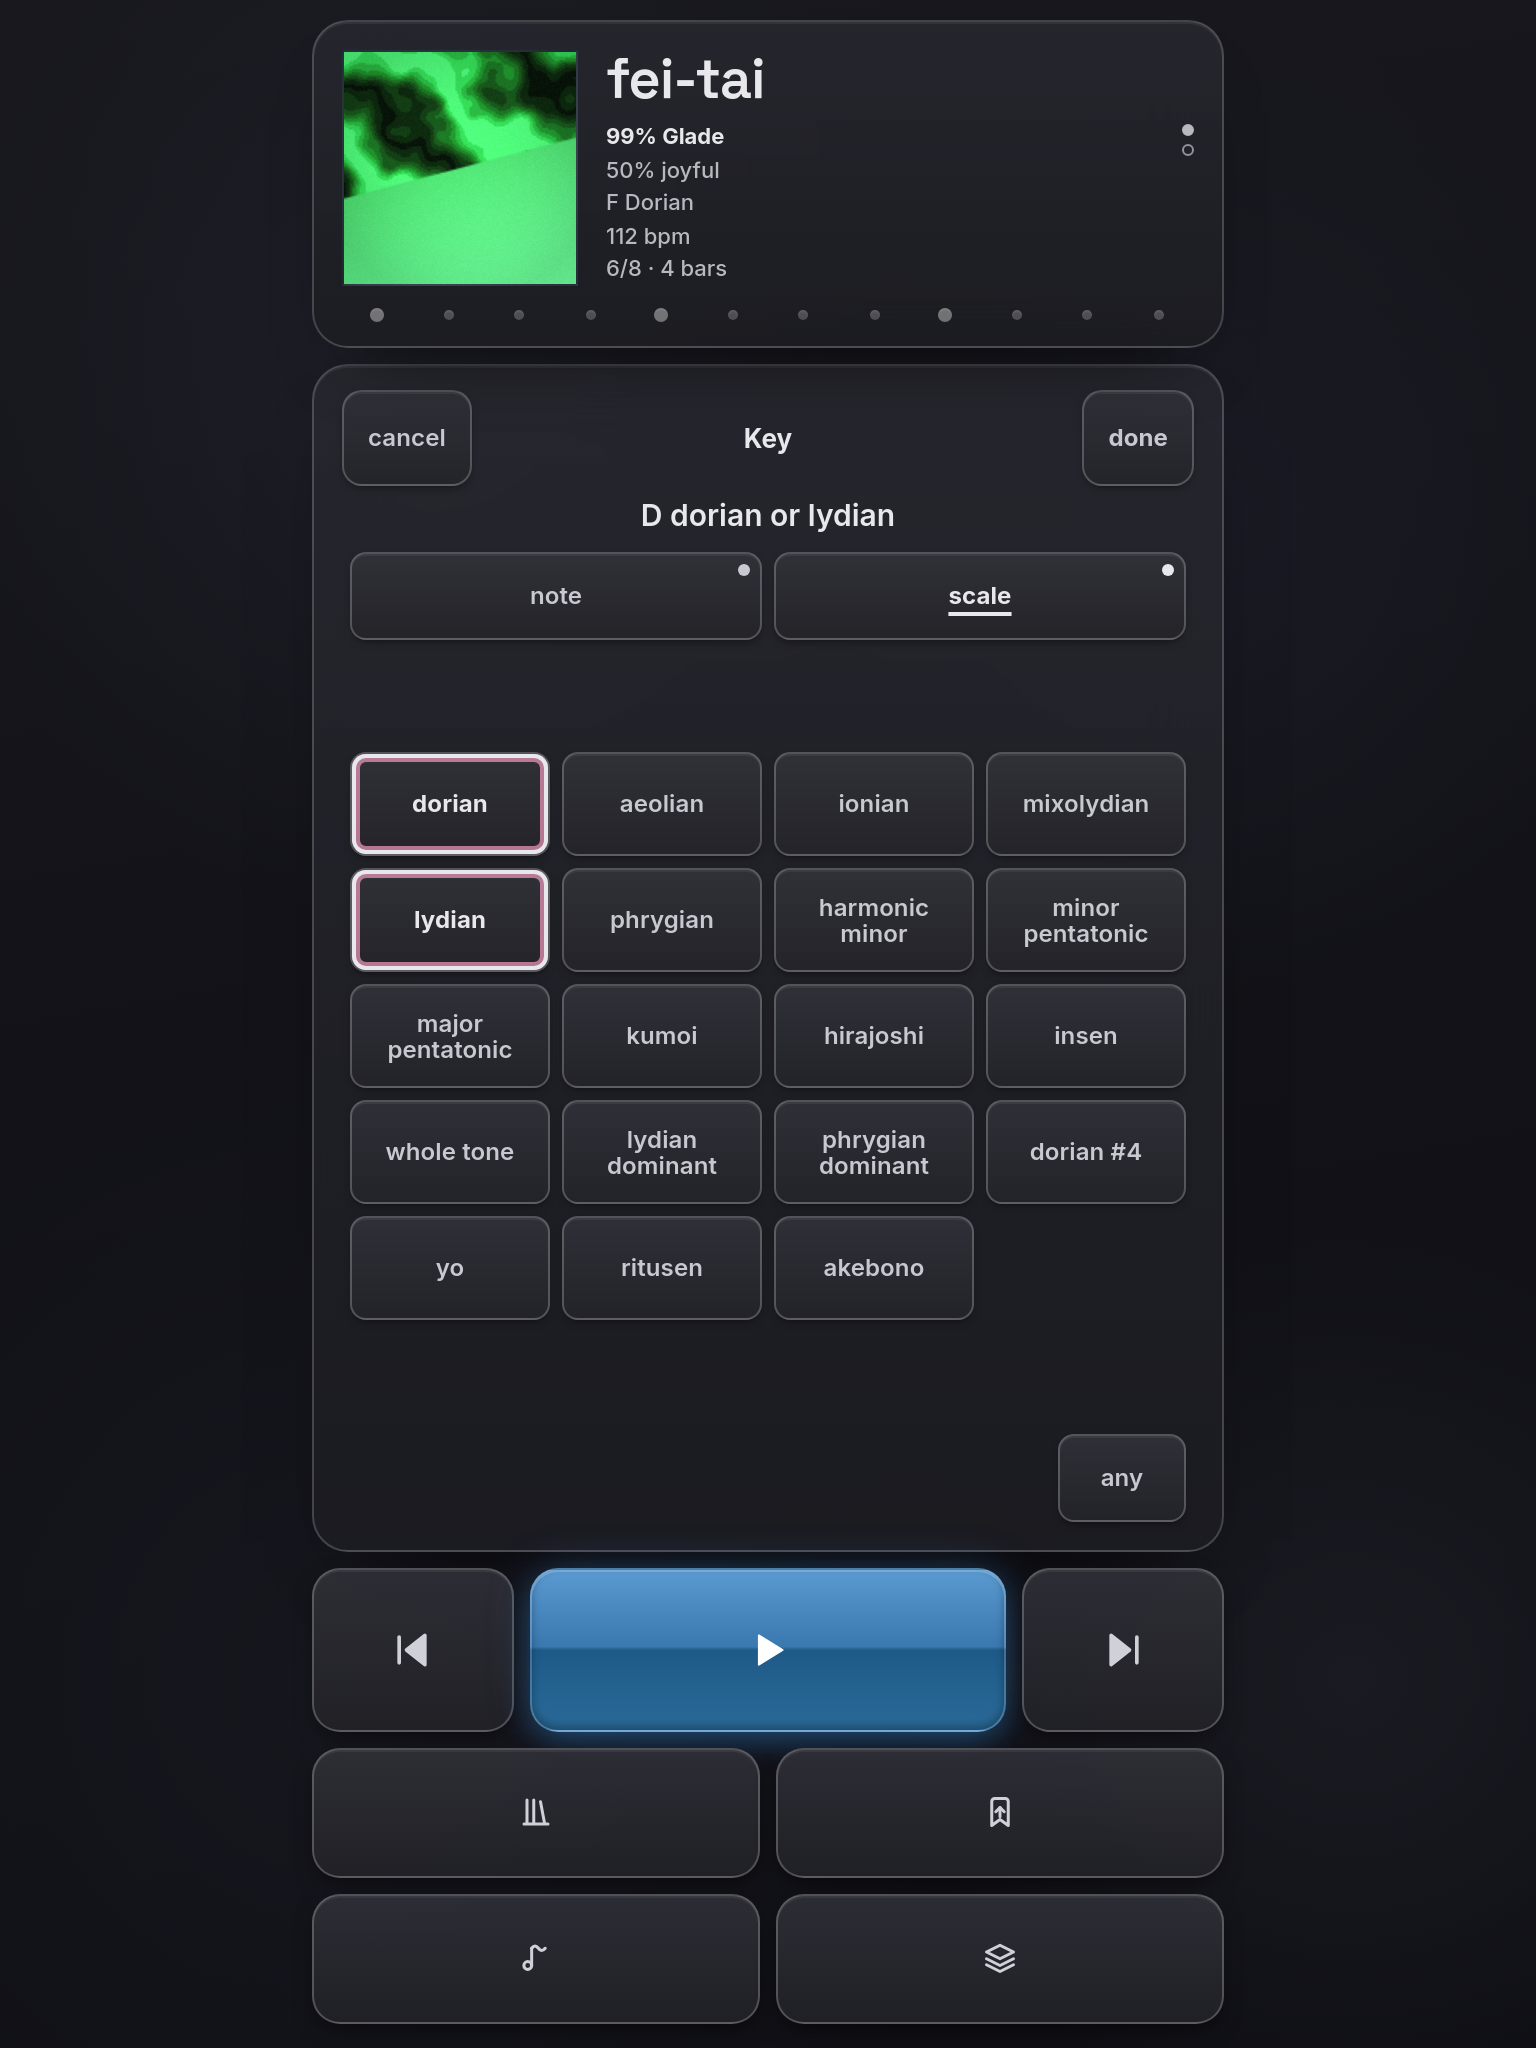 fei-tai
99% Glade
50% joyful
F Dorian
112 bpm
6/8 · 4 bars
cancel
Key
done
D dorian or lydian
note
scale
dorian
aeolian
ionian
mixolydian
lydian
phrygian
harmonic
minor
minor
pentatonic
major
pentatonic
kumoi
hirajoshi
insen
whole tone
lydian
dominant
phrygian
dominant
dorian #4
yo
ritusen
akebono
any